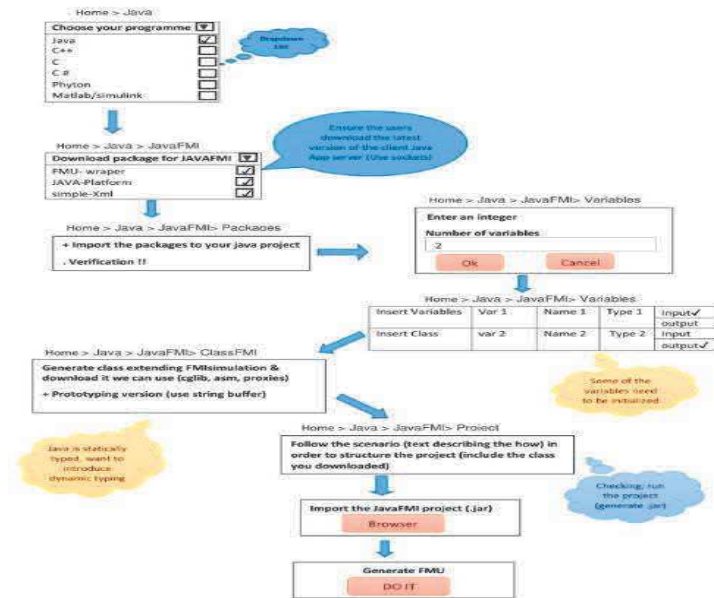 Home > Java
Choose your programme
Java
C++
C
C #
Phyton
Matlab/simulink
Dropdown
List
Home > Java > JavaFMI
Download package for JAVAFMI
FMU- wraper
JAVA-Platform
simple-Xml
Ensure the users
download the latest
version of the client Java
App server (Use sockets)
Home > Java > JavaFMI> Packages
+ Import the packages to your java project
. Verification !!
Home > Java > JavaFMI> Variables
Enter an integer
Number of variables
2
Ok
Cancel
Home > Java > JavaFMI> Variables
Insert Variables Var 1 Name 1 Type 1 Input✓
output
Insert Class var 2 Name 2 Type 2 Input
output✓
Some of the
variables need
to be initialized
Home > Java > JavaFMI> ClassFMI
Generate class extending FMIsimulation &
download it we can use (cglib, asm, proxies)
+ Prototyping version (use string buffer)
Java is statically
typed, want to
introduce
dynamic typing
Home > Java > JavaFMI> Project
Follow the scenario (text describing the how) in
order to structure the project (include the class
you downloaded)
Checking, run
the project
(generate .jar)
Import the JavaFMI project (.jar)
Browser
Generate FMU
DO IT